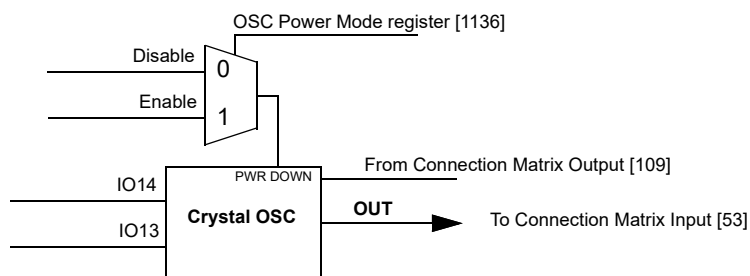 OSC Power Mode register [1136]
Disable
0
Enable
1
PWR DOWN
From Connection Matrix Output [109]
IO14
Crystal OSC
OUT
To Connection Matrix Input [53]
IO13